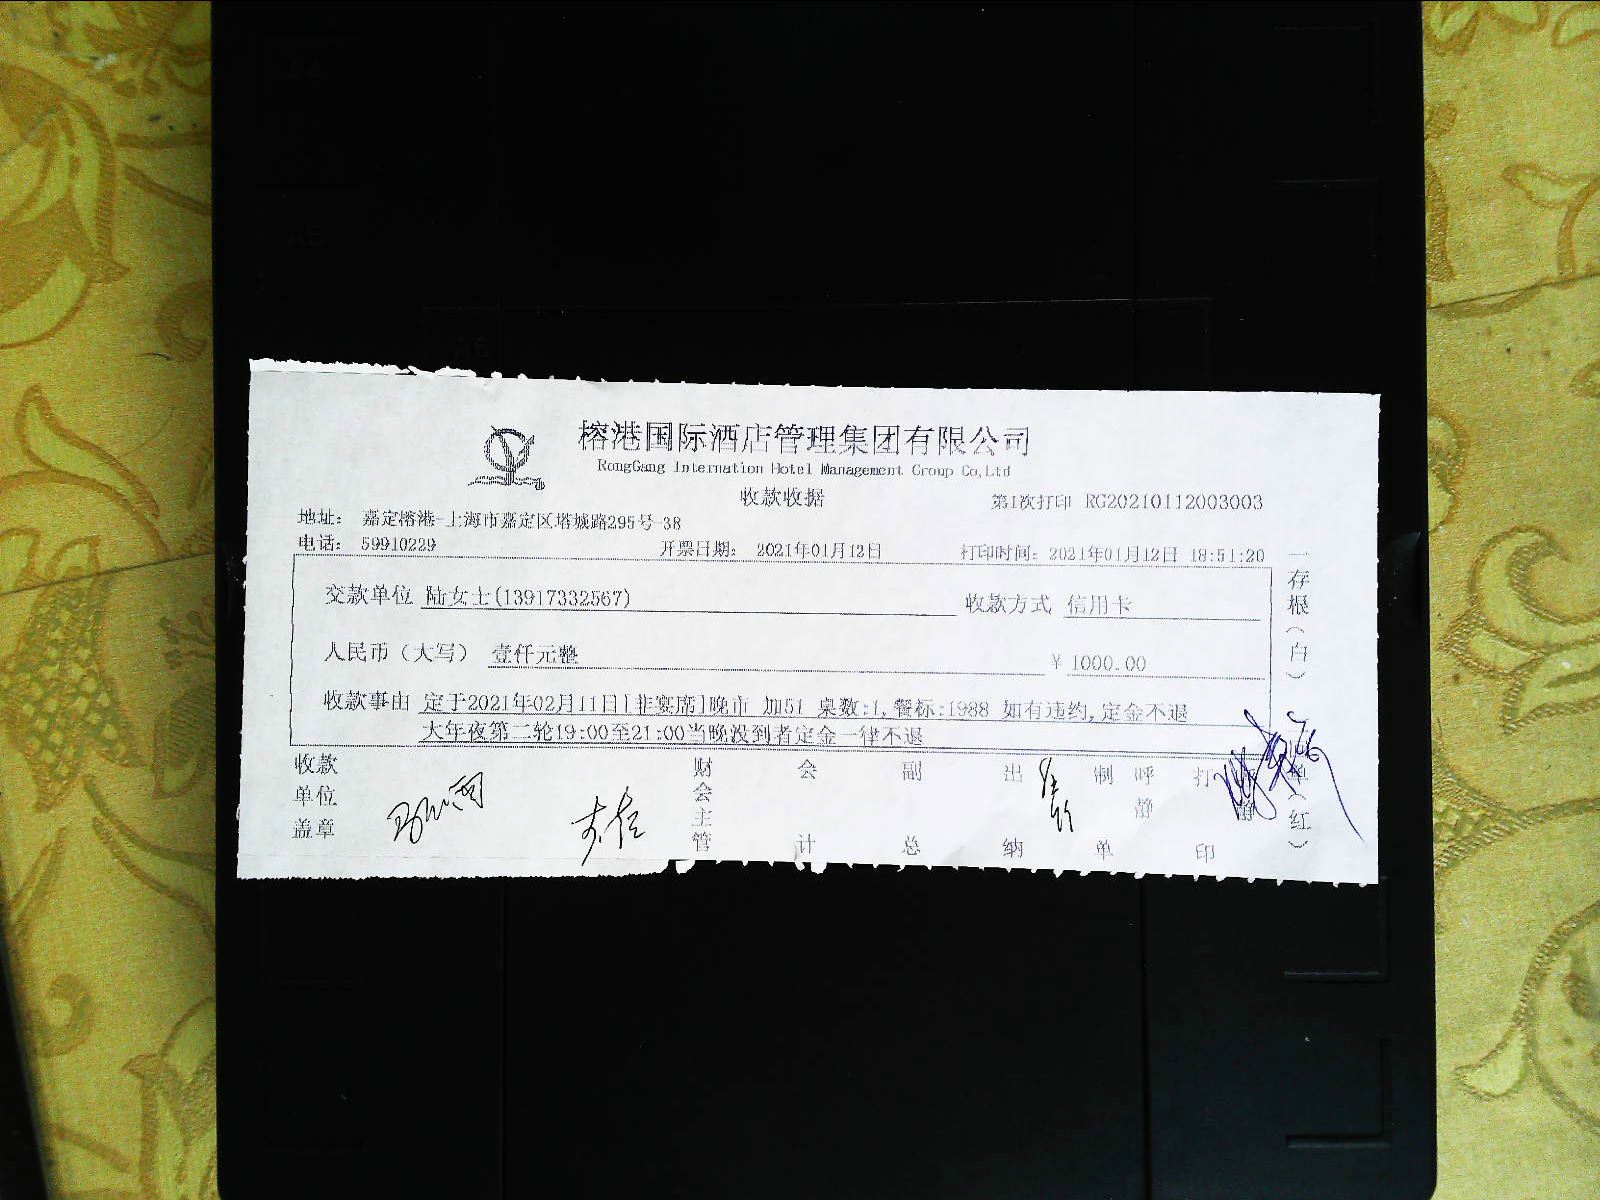 榕港国际酒店管理集团有限公司
RongGang Internation Hotel Management Group Co,Ltd
收款收据
第1次打印 RG20210112003003
地址： 嘉定榕港-上海市嘉定区塔城路295号-38
电话： 59910229 开票日期： 2021年01月12日 打印时间：2021年01月12日 18:51:20
交款单位 陆女士(13917332567) 收款方式 信用卡
人民币（大写） 壹仟元整 ￥ 1000.00
收款事由 定于2021年02月11日[非宴席]晚市 加51 桌数:1,餐标:1988 如有违约,定金不退
大年夜第二轮19:00至21:00当晚没到者定金一律不退
收款单位盖章
财会主管
会计
副总
出纳
制单
呼静
打印
静
一存根（白）
单（红）